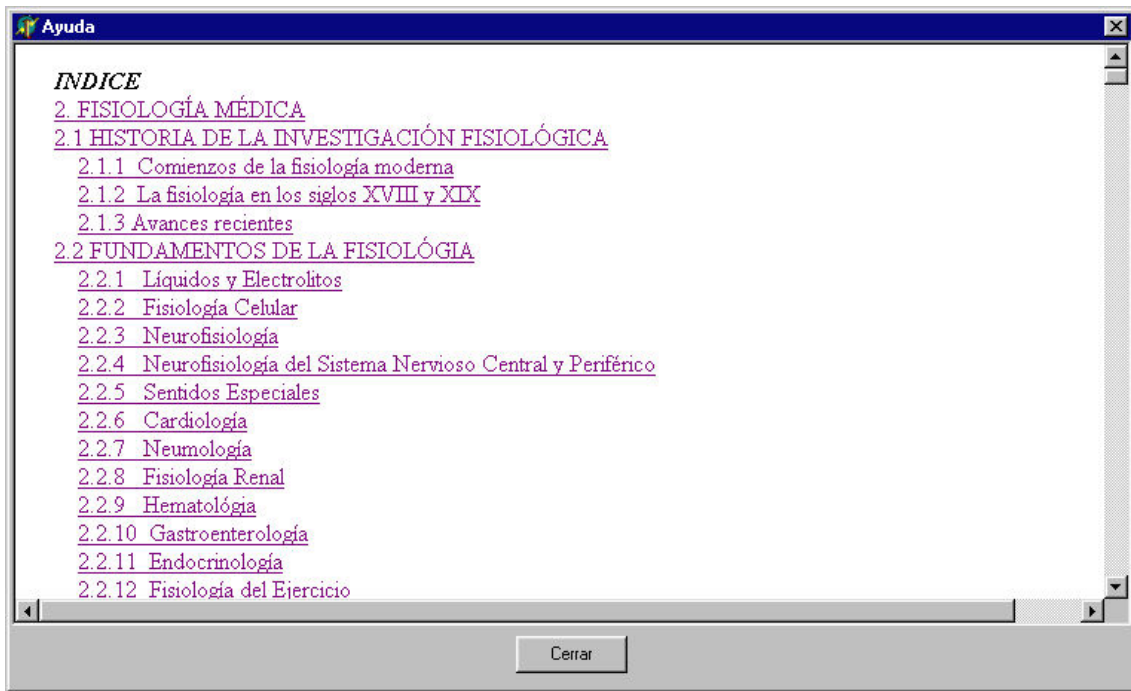 Ayuda
INDICE
2. FISIOLOGÍA MÉDICA
2.1 HISTORIA DE LA INVESTIGACIÓN FISIOLÓGICA
2.1.1 Comienzos de la fisiología moderna
2.1.2 La fisiología en los siglos XVIII y XIX
2.1.3 Avances recientes
2.2 FUNDAMENTOS DE LA FISIOLÓGIA
2.2.1 Líquidos y Electrolitos
2.2.2 Fisiología Celular
2.2.3 Neurofisiología
2.2.4 Neurofisiología del Sistema Nervioso Central y Periférico
2.2.5 Sentidos Especiales
2.2.6 Cardiología
2.2.7 Neumología
2.2.8 Fisiología Renal
2.2.9 Hematológia
2.2.10 Gastroenterología
2.2.11 Endocrinología
2.2.12 Fisiología del Ejercicio
Cerrar